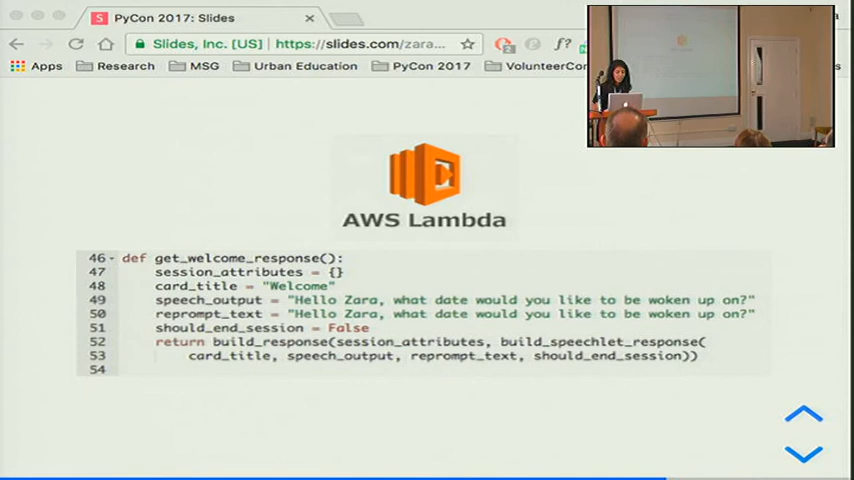 PyCon 2017: Slides
Slides, Inc. [US] https://slides.com/zara...
2 f?
Apps Research MSG Urban Education PyCon 2017 VolunteerCor
AWS Lambda
46 def get_welcome_response():
47 session_attributes = {}
48 card_title = "Welcome"
49 speech_output = "Hello Zara, what date would you like to be woken up on?"
50 reprompt_text = "Hello Zara, what date would you like to be woken up on?"
51 should_end_session = False
52 return build_response(session_attributes, build_speechlet_response(
53 card_title, speech_output, reprompt_text, should_end_session))
54